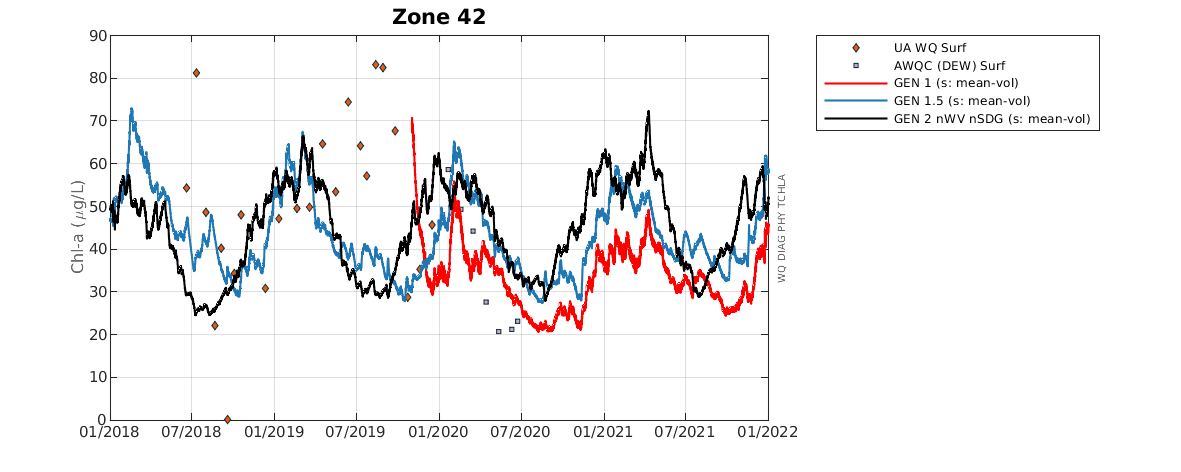 Zone 42
90
80
70
60
50
40
30
20
10
0
Chl-a (μg/L)
01/2018 07/2018 01/2019 07/2019 01/2020 07/2020 01/2021 07/2021 01/2022
WQ DIAG PHY TCHLA
UA WQ Surf
AWQC (DEW) Surf
GEN 1 (s: mean-vol)
GEN 1.5 (s: mean-vol)
GEN 2 nWV nSDG (s: mean-vol)